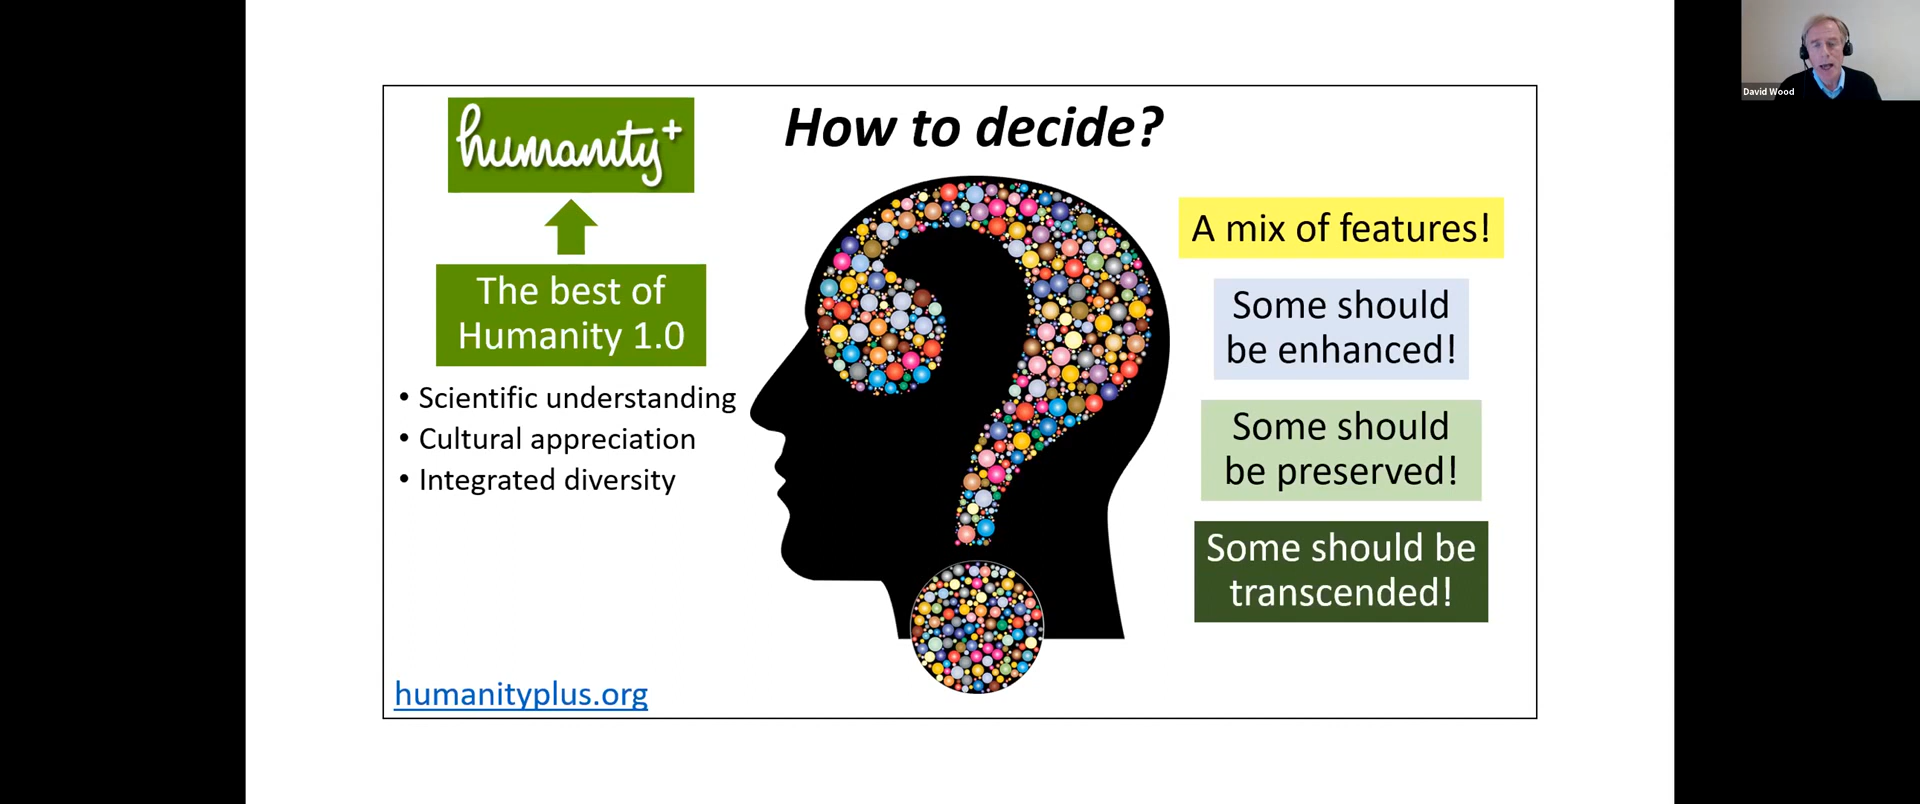 humanity+
How to decide?
The best of
Humanity 1.0
• Scientific understanding
• Cultural appreciation
• Integrated diversity
humanityplus.org
A mix of features!
Some should
be enhanced!
Some should
be preserved!
Some should be
transcended!
David Wood